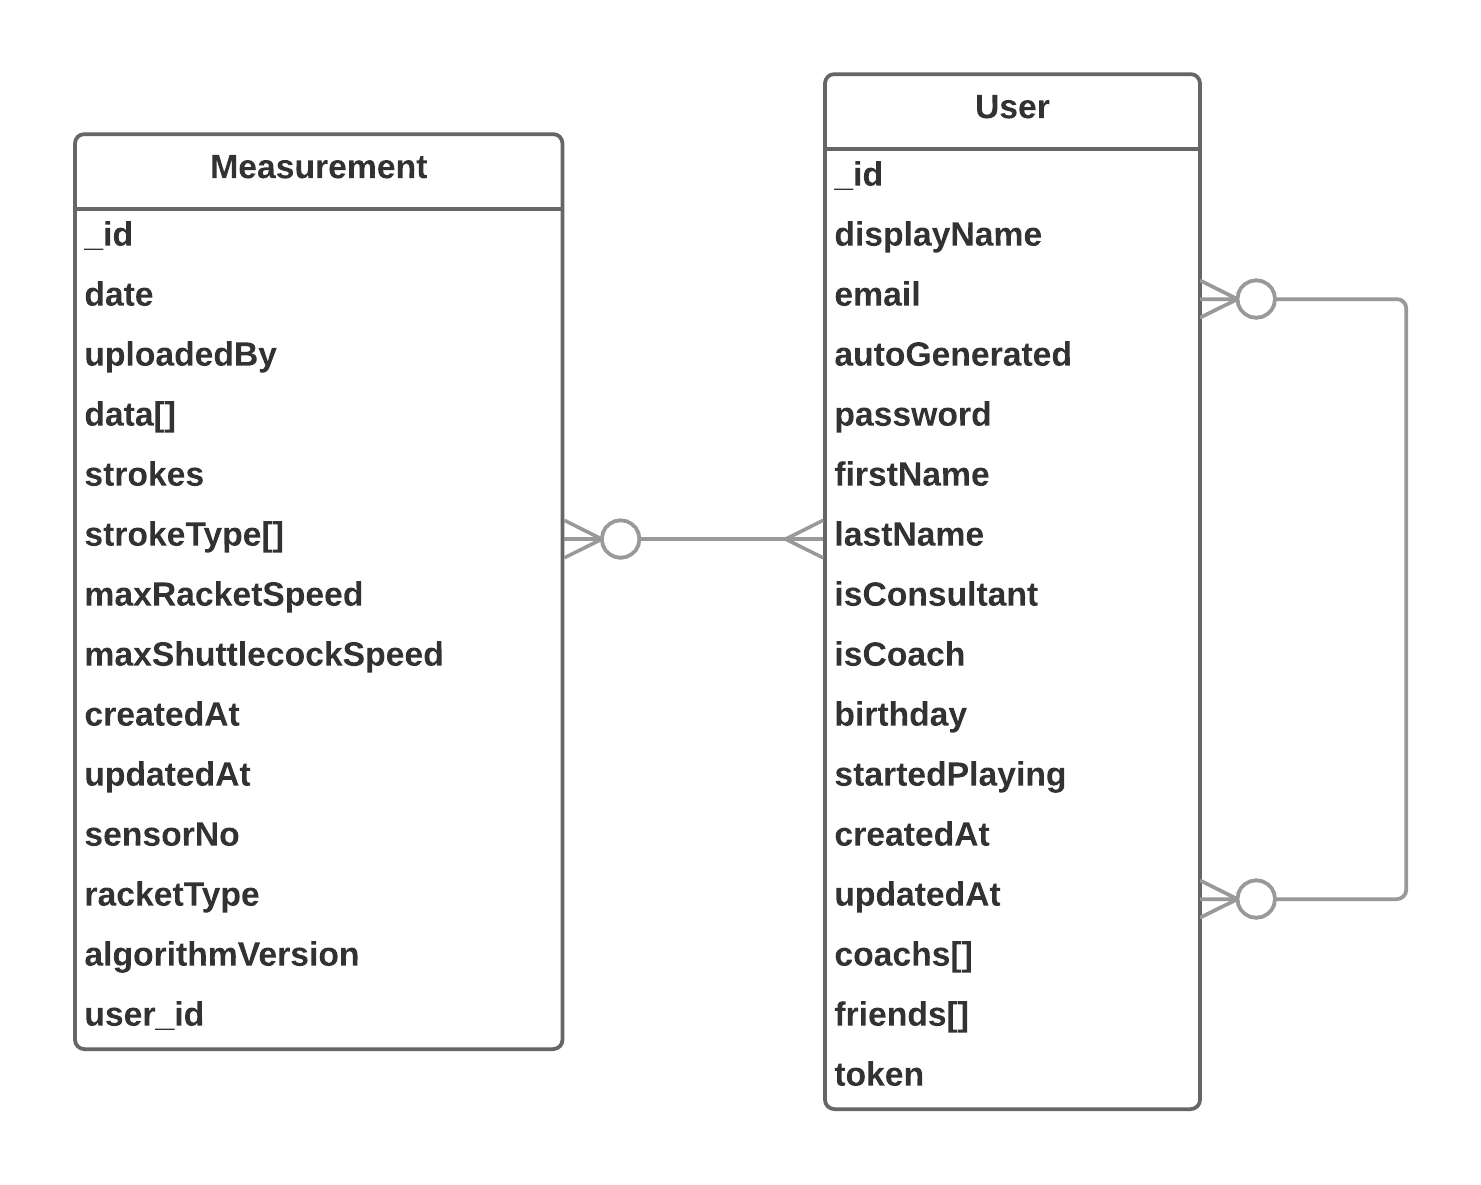 Measurement
_id
date
uploadedBy
data[]
strokes
strokeType[]
maxRacketSpeed
maxShuttlecockSpeed
createdAt
updatedAt
sensorNo
racketType
algorithmVersion
user_id
User
_id
displayName
email
autoGenerated
password
firstName
lastName
isConsultant
isCoach
birthday
startedPlaying
createdAt
updatedAt
coachs[]
friends[]
token